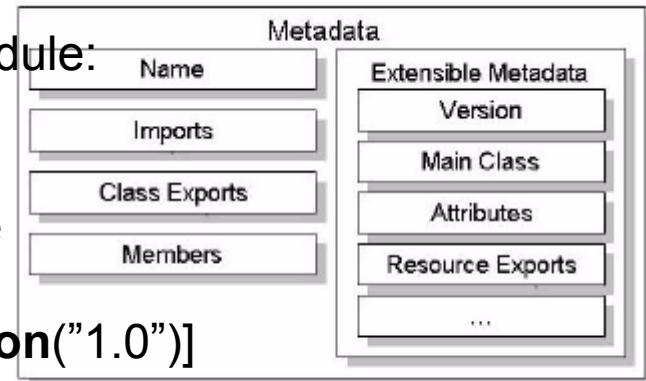 Metadata
dule:
Name
Imports
Class Exports
Members
Extensible Metadata
Version
Main Class
Attributes
Resource Exports
...
on("1.0")]